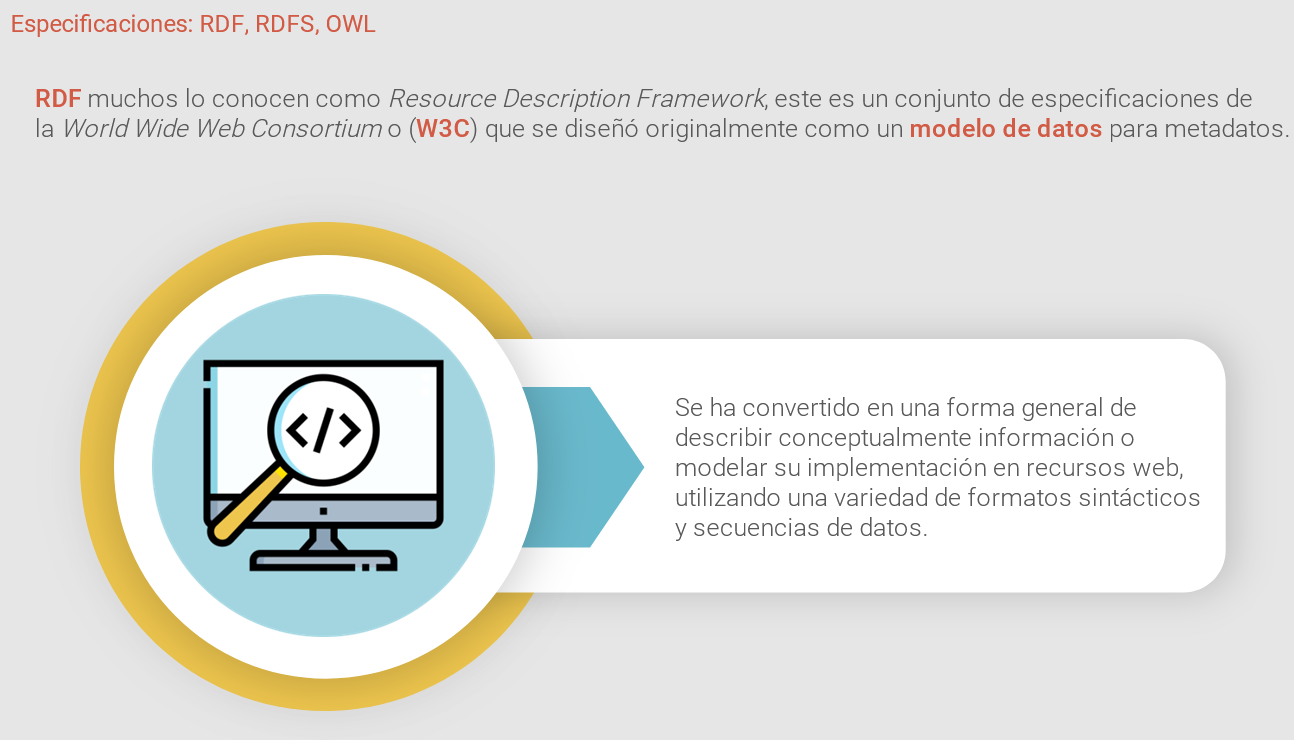 Especificaciones: RDF, RDFS, OWL
RDF muchos lo conocen como Resource Description Framework, este es un conjunto de especificaciones de
la World Wide Web Consortium o (W3C) que se diseñó originalmente como un modelo de datos para metadatos.
</>
Se ha convertido en una forma general de
describir conceptualmente información o
modelar su implementación en recursos web,
utilizando una variedad de formatos sintácticos
y secuencias de datos.